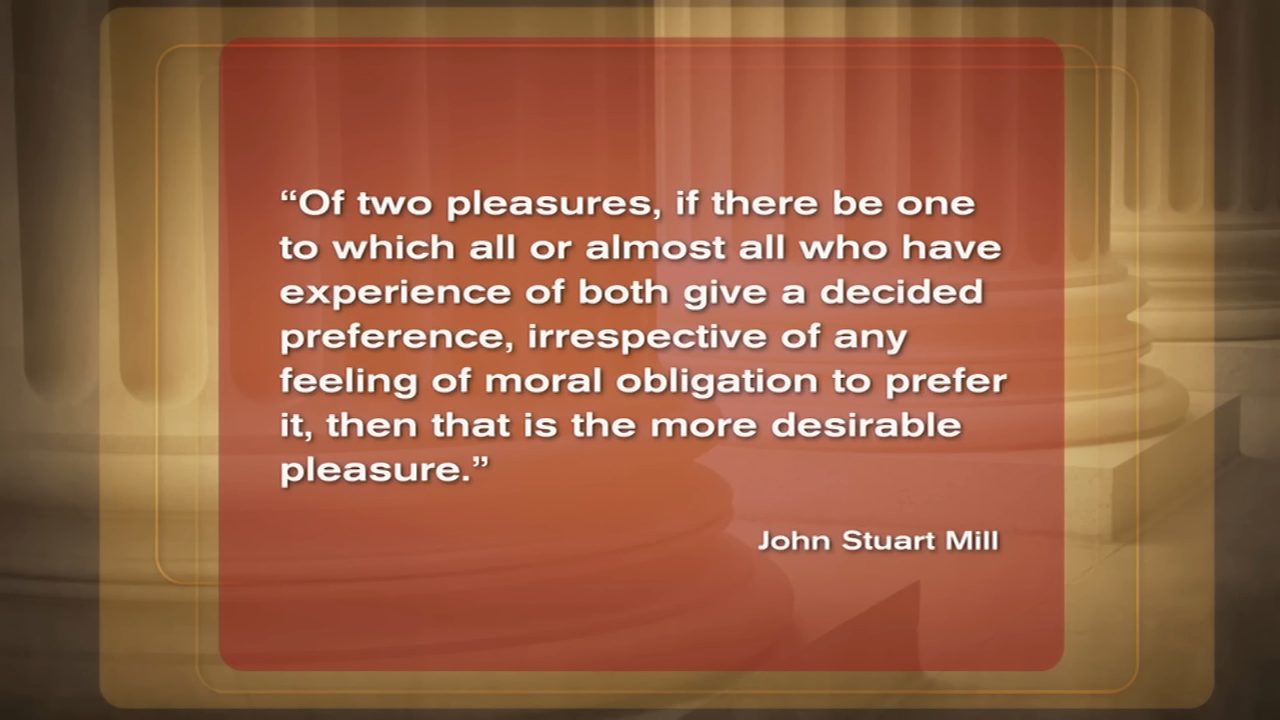 “Of two pleasures, if there be one
to which all or almost all who have
experience of both give a decided
preference, irrespective of any
feeling of moral obligation to prefer
it, then that is the more desirable
pleasure.”
John Stuart Mill